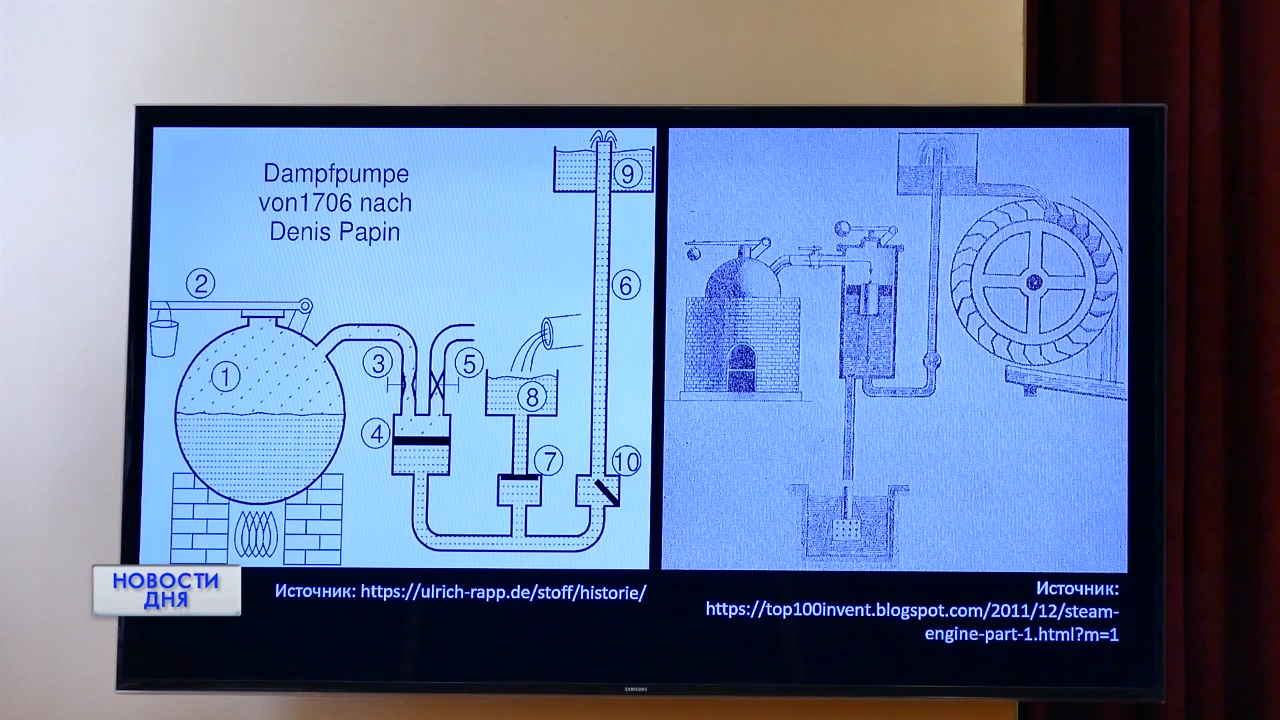 Dampfpumpe
von1706 nach
Denis Papin
9
2
6
3
5
1
8
4
7
10
НОВОСТИ
ДНЯ
Источник: https://ulrich-rapp.de/stoff/historie/
Источник:
https://top100invent.blogspot.com/2011/12/steam-
engine-part-1.html?m=1
SAMSUNG